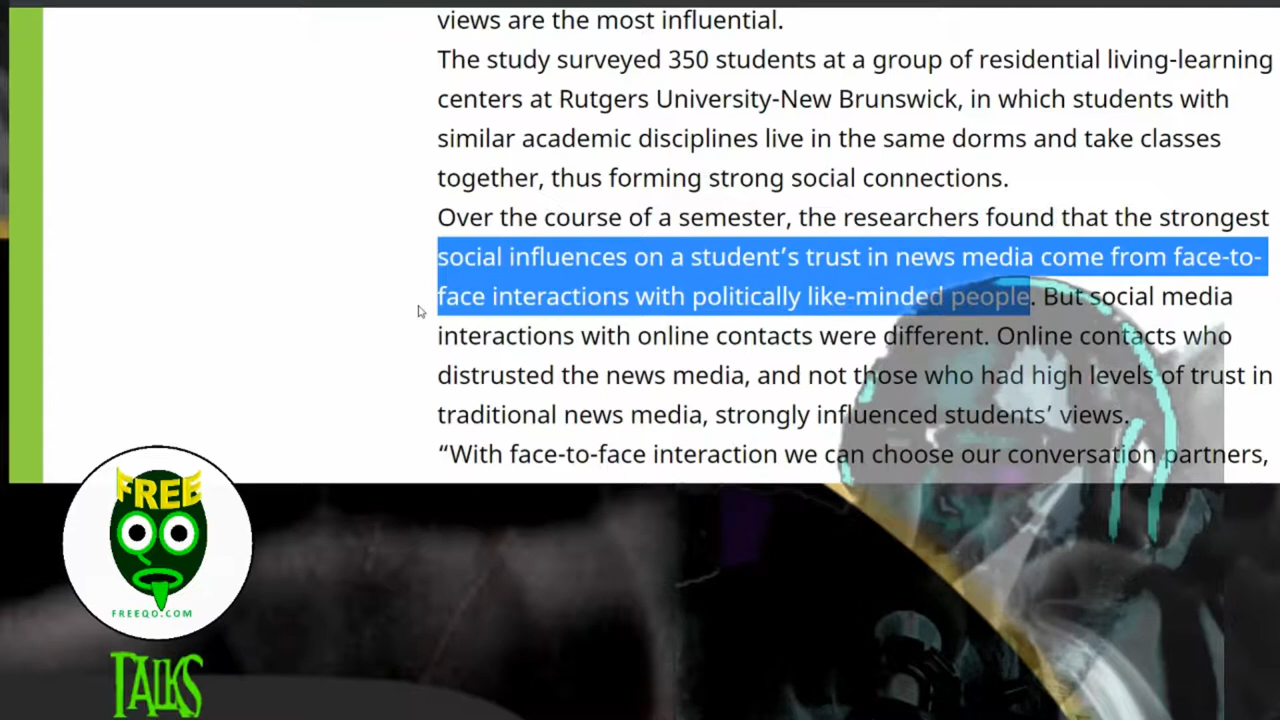 views are the most influential.
The study surveyed 350 students at a group of residential living-learning
centers at Rutgers University-New Brunswick, in which students with
similar academic disciplines live in the same dorms and take classes
together, thus forming strong social connections.
Over the course of a semester, the researchers found that the strongest
social influences on a student’s trust in news media come from face-to-
face interactions with politically like-minded people. But social media
interactions with online contacts were different. Online contacts who
distrusted the news media, and not those who had high levels of trust in
traditional news media, strongly influenced students’ views.
“With face-to-face interaction we can choose our conversation partners,
FREE
FREEQO.COM
TALKS